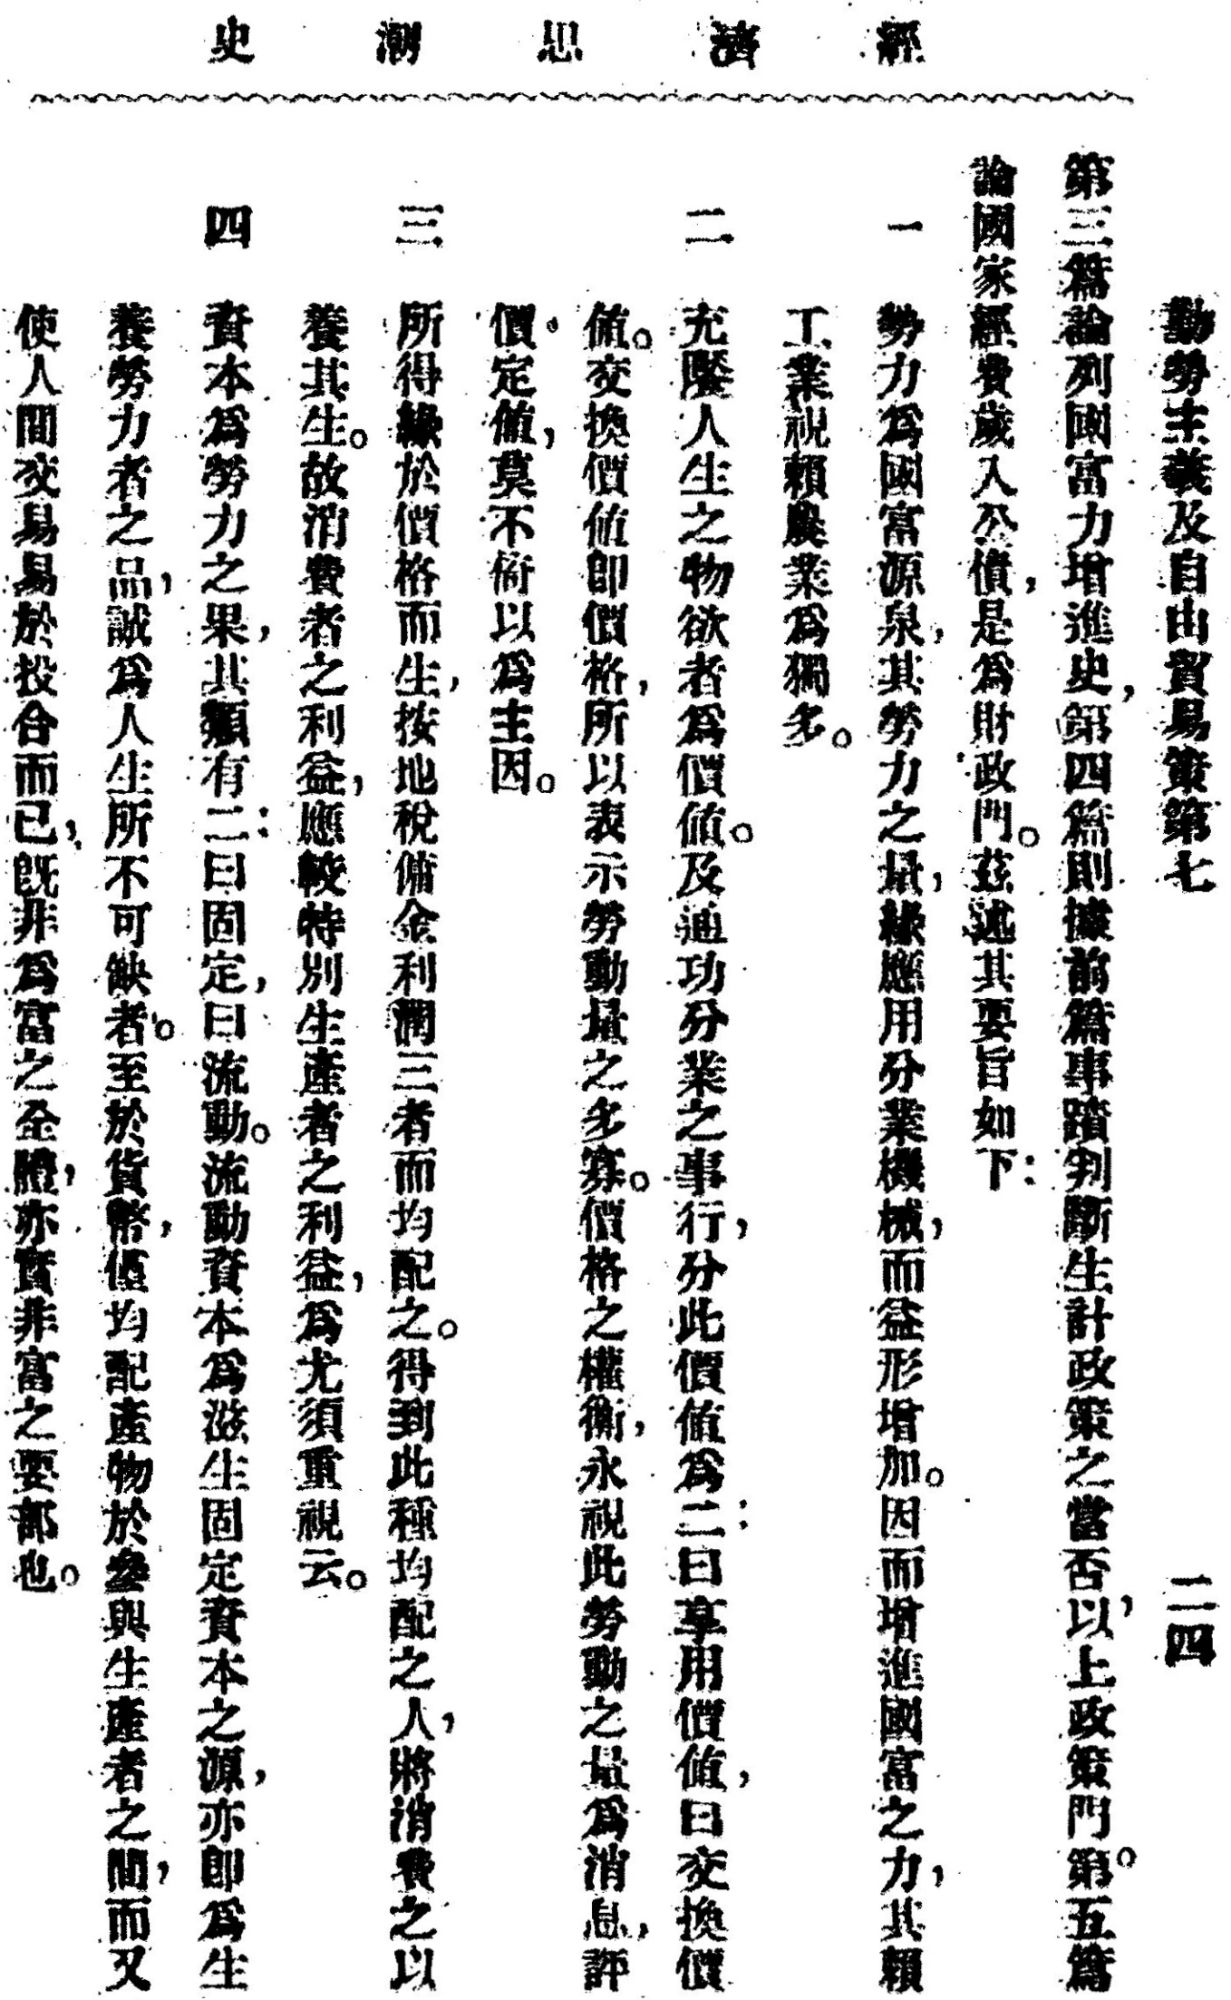 經濟思潮史
勤勞主義及自由貿易策第七
二四
第三篇論列國富力增進史，第四篇則據前篇事蹟判斷生計政策之當否，以上政策門。第五篇
論國家經費歲入公債，是爲財政門。茲述其要旨如下：
一
勞力爲國富源泉，其勞力之量，緣應用分業機械，而益形增加。因而增進國富之力，其賴
工業視賴農業爲獨多。
二
充饜人生之物欲者爲價値。及通功分業之事行，分此價値爲二：曰享用價値，曰交換價
値。交換價値卽價格，所以表示勞動量之多寡。價格之權衡，永視此勞動之量爲消息，評
價定値，莫不侑以爲主因。
三
所得緣於價格而生，按地稅傭金利潤三者而均配之。得到此種均配之人，將消費之以
養其生。故消費者之利益，應較特別生產者之利益，爲尤須重視云。
四
資本爲勞力之果，其類有二：曰固定，曰流動。流動資本爲滋生固定資本之源，亦卽爲生
養勞力者之品，誠爲人生所不可缺者。至於貨幣，僅均配產物於參與生產者之間，而又
使人間交易易於投合而已，旣非爲富之全體，亦實非富之要部也。